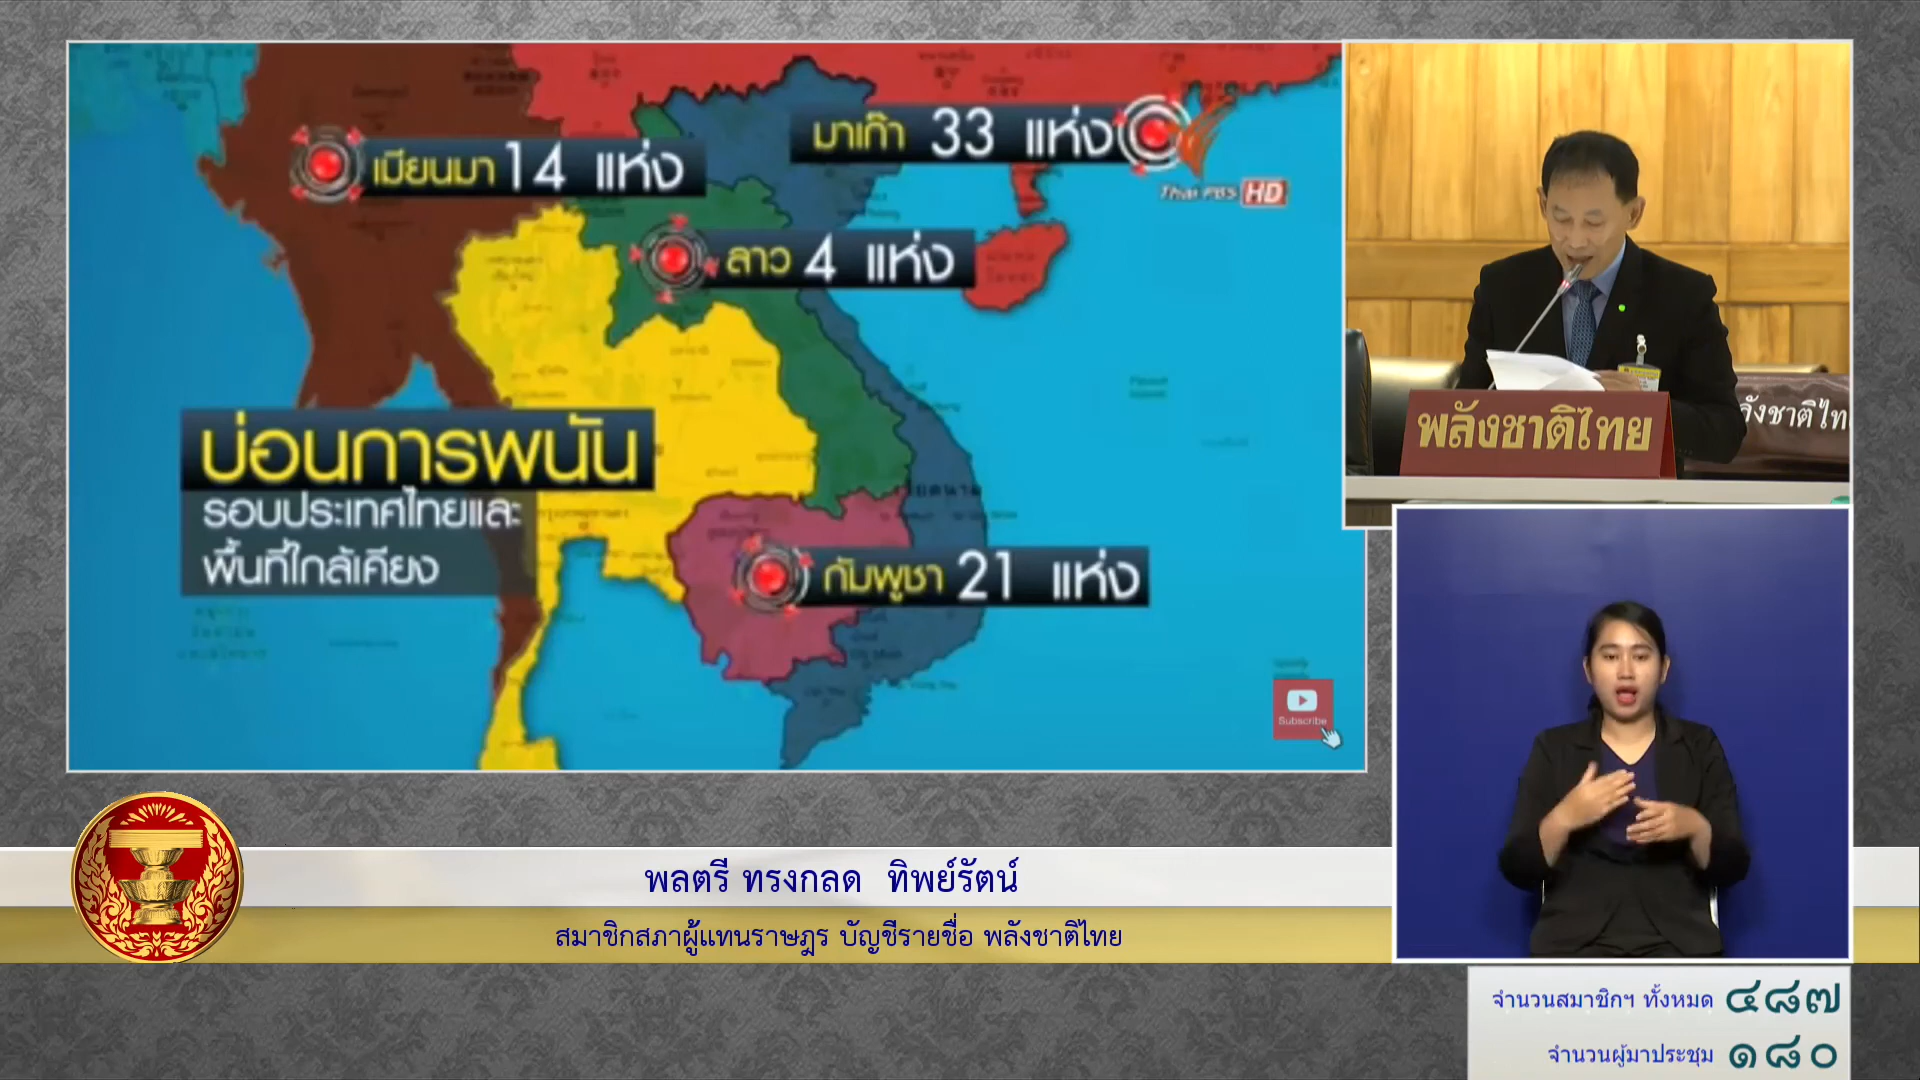 มาเก๊า 33 แห่ง
เมียนมา 14 แห่ง
Thai PBS HD
ลาว 4 แห่ง
บ่อนการพนัน
รอบประเทศไทยและ
พื้นที่ใกล้เคียง
กัมพูชา 21 แห่ง
Subscribe
พลังชาติไทย
พลตรี ทรงกลด ทิพย์รัตน์
สมาชิกสภาผู้แทนราษฎร บัญชีรายชื่อ พลังชาติไทย
จำนวนสมาชิกฯ ทั้งหมด ๔๘๗
จำนวนผู้มาประชุม ๑๘๐